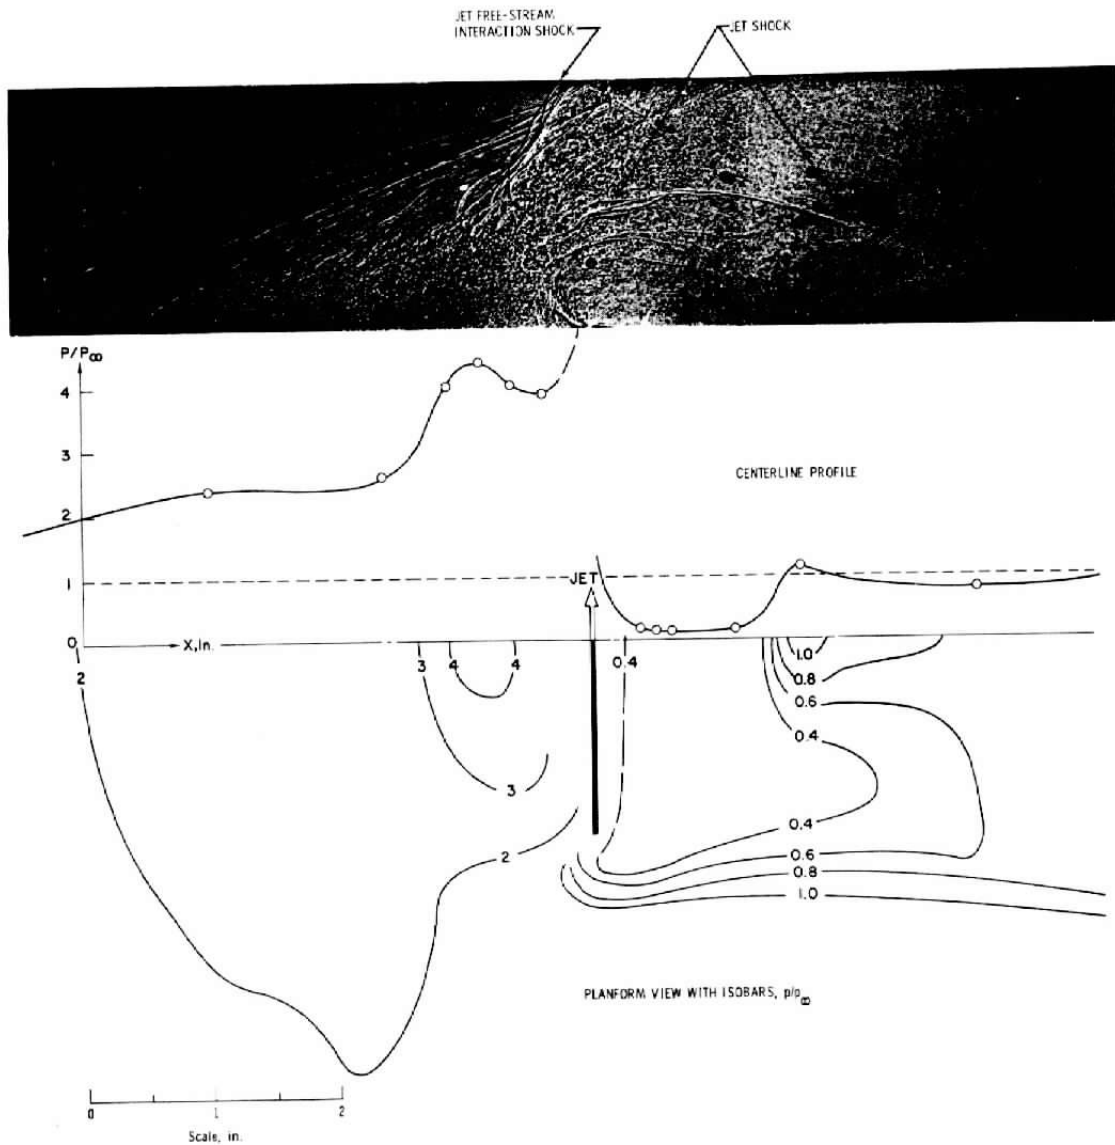 JET FREE-STREAM
INTERACTION SHOCK
JET SHOCK
P/P∞
4
3
2
1
0
CENTERLINE PROFILE
JET
X,In.
2
3
4
4
0.4
1.0
0.8
0.6
0.4
3
2
0.4
0.6
0.8
1.0
PLANFORM VIEW WITH ISOBARS, p/p∞
0
1
2
Scale, in.